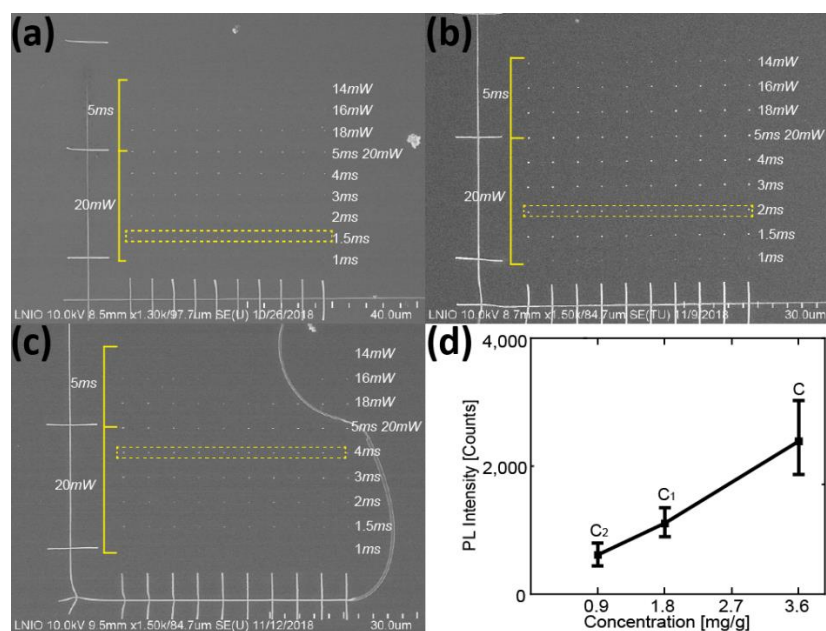 (a)
14mW
5ms
16mW
18mW
5ms 20mW
4ms
3ms
20mW
2ms
1.5ms
1ms
LNIO 10.0kV 8.5mm x1.30k/97.7um SE(U) 10/26/2018
40.0um
(b)
14mW
5ms
16mW
18mW
5ms 20mW
4ms
20mW
3ms
2ms
1.5ms
1ms
LNIO 10.0kV 8.7mm x1.50k/84.7um SE(TU) 11/9/2018
30.0um
(c)
14mW
5ms
16mW
18mW
5ms 20mW
4ms
3ms
20mW
2ms
1.5ms
1ms
LNIO 10.0kV 9.5mm x1.50k/84.7um SE(U) 11/12/2018
30.0um
(d)
4,000
2,000
0
PL Intensity [Counts]
C₂
C₁
C
0.9 1.8 2.7 3.6
Concentration [mg/g]